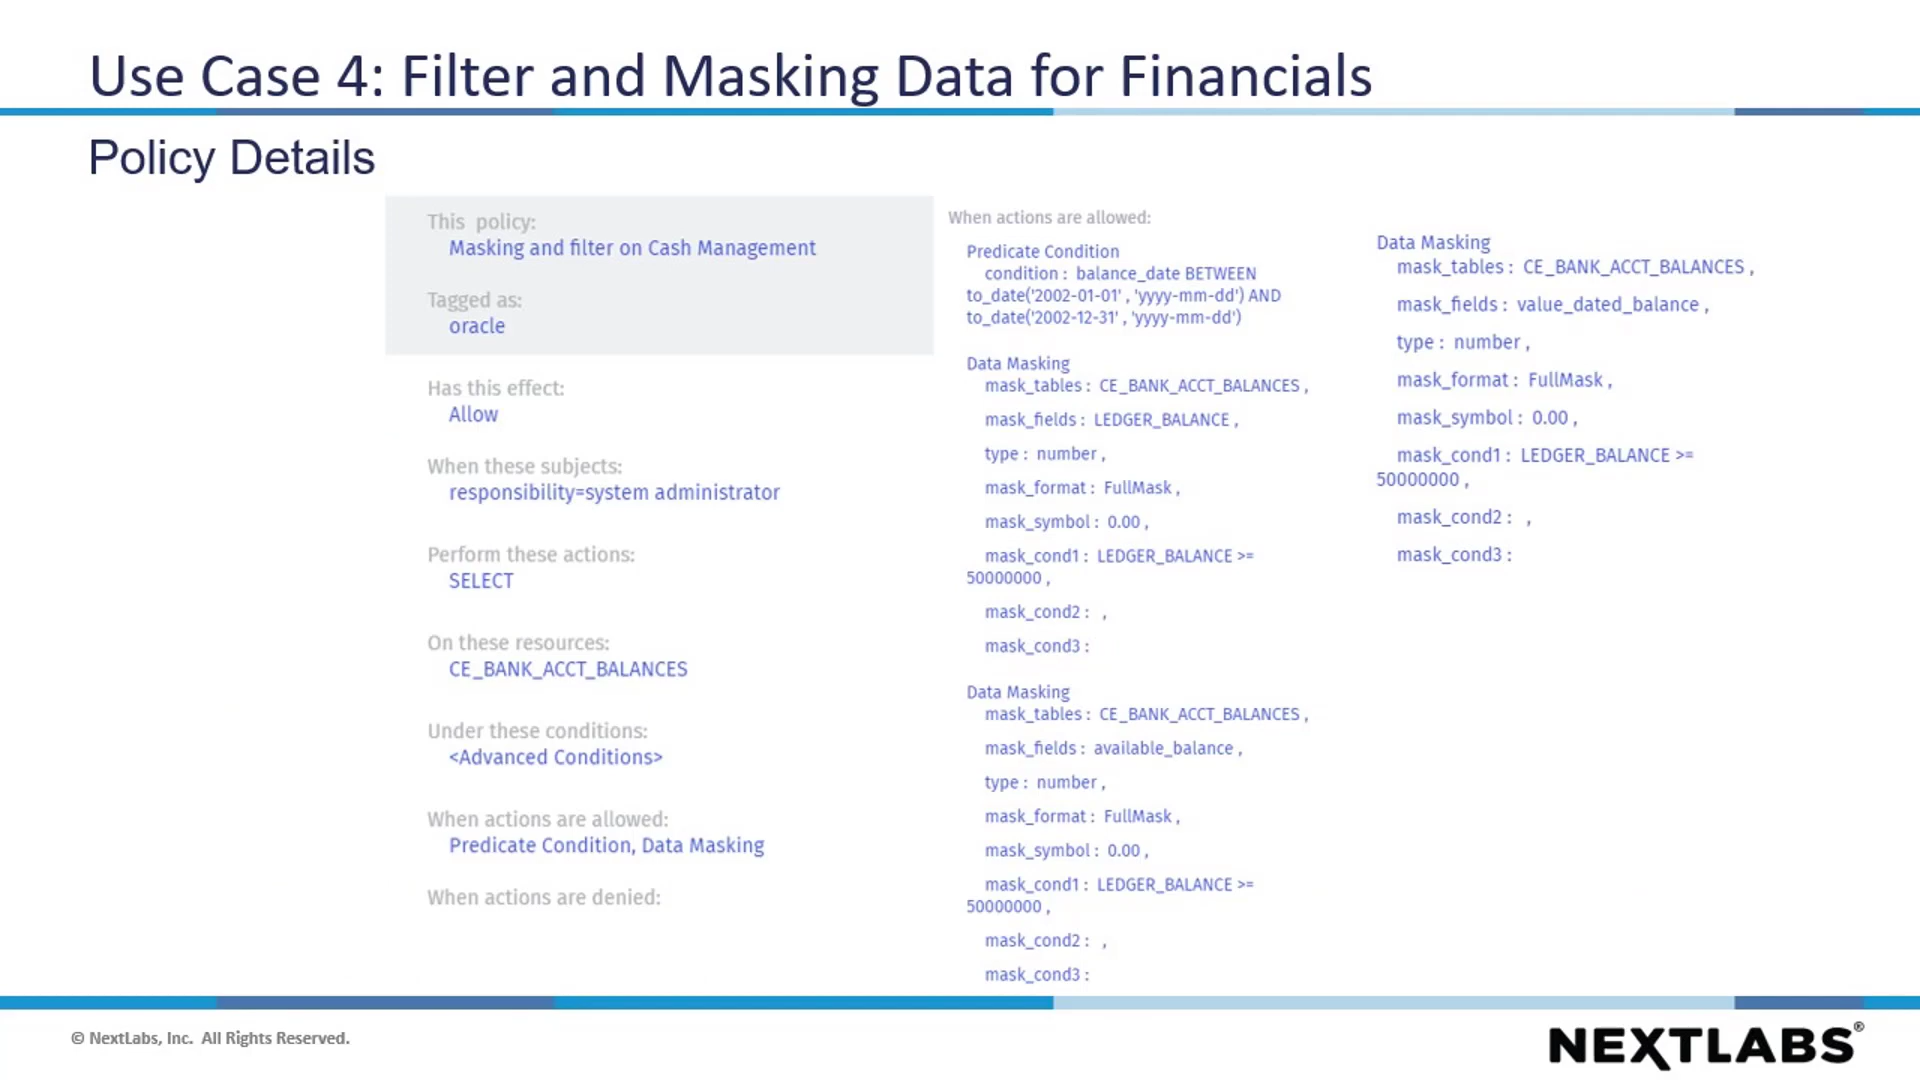 Use Case 4: Filter and Masking Data for Financials
Policy Details
This policy:
Masking and filter on Cash Management
Tagged as:
oracle
Has this effect:
Allow
When these subjects:
responsibility=system administrator
Perform these actions:
SELECT
On these resources:
CE_BANK_ACCT_BALANCES
Under these conditions:
<Advanced Conditions>
When actions are allowed:
Predicate Condition, Data Masking
When actions are denied:
When actions are allowed:
Predicate Condition
condition : balance_date BETWEEN
to_date('2002-01-01' , 'yyyy-mm-dd') AND
to_date('2002-12-31' , 'yyyy-mm-dd')
Data Masking
mask_tables : CE_BANK_ACCT_BALANCES ,
mask_fields : LEDGER_BALANCE ,
type : number ,
mask_format : FullMask ,
mask_symbol : 0.00 ,
mask_cond1 : LEDGER_BALANCE >=
50000000 ,
mask_cond2 : ,
mask_cond3 :
Data Masking
mask_tables : CE_BANK_ACCT_BALANCES ,
mask_fields : available_balance ,
type : number ,
mask_format : FullMask ,
mask_symbol : 0.00 ,
mask_cond1 : LEDGER_BALANCE >=
50000000 ,
mask_cond2 : ,
mask_cond3 :
Data Masking
mask_tables : CE_BANK_ACCT_BALANCES ,
mask_fields : value_dated_balance ,
type : number ,
mask_format : FullMask ,
mask_symbol : 0.00 ,
mask_cond1 : LEDGER_BALANCE >=
50000000 ,
mask_cond2 : ,
mask_cond3 :
© NextLabs, Inc. All Rights Reserved.
NEXTLABS®